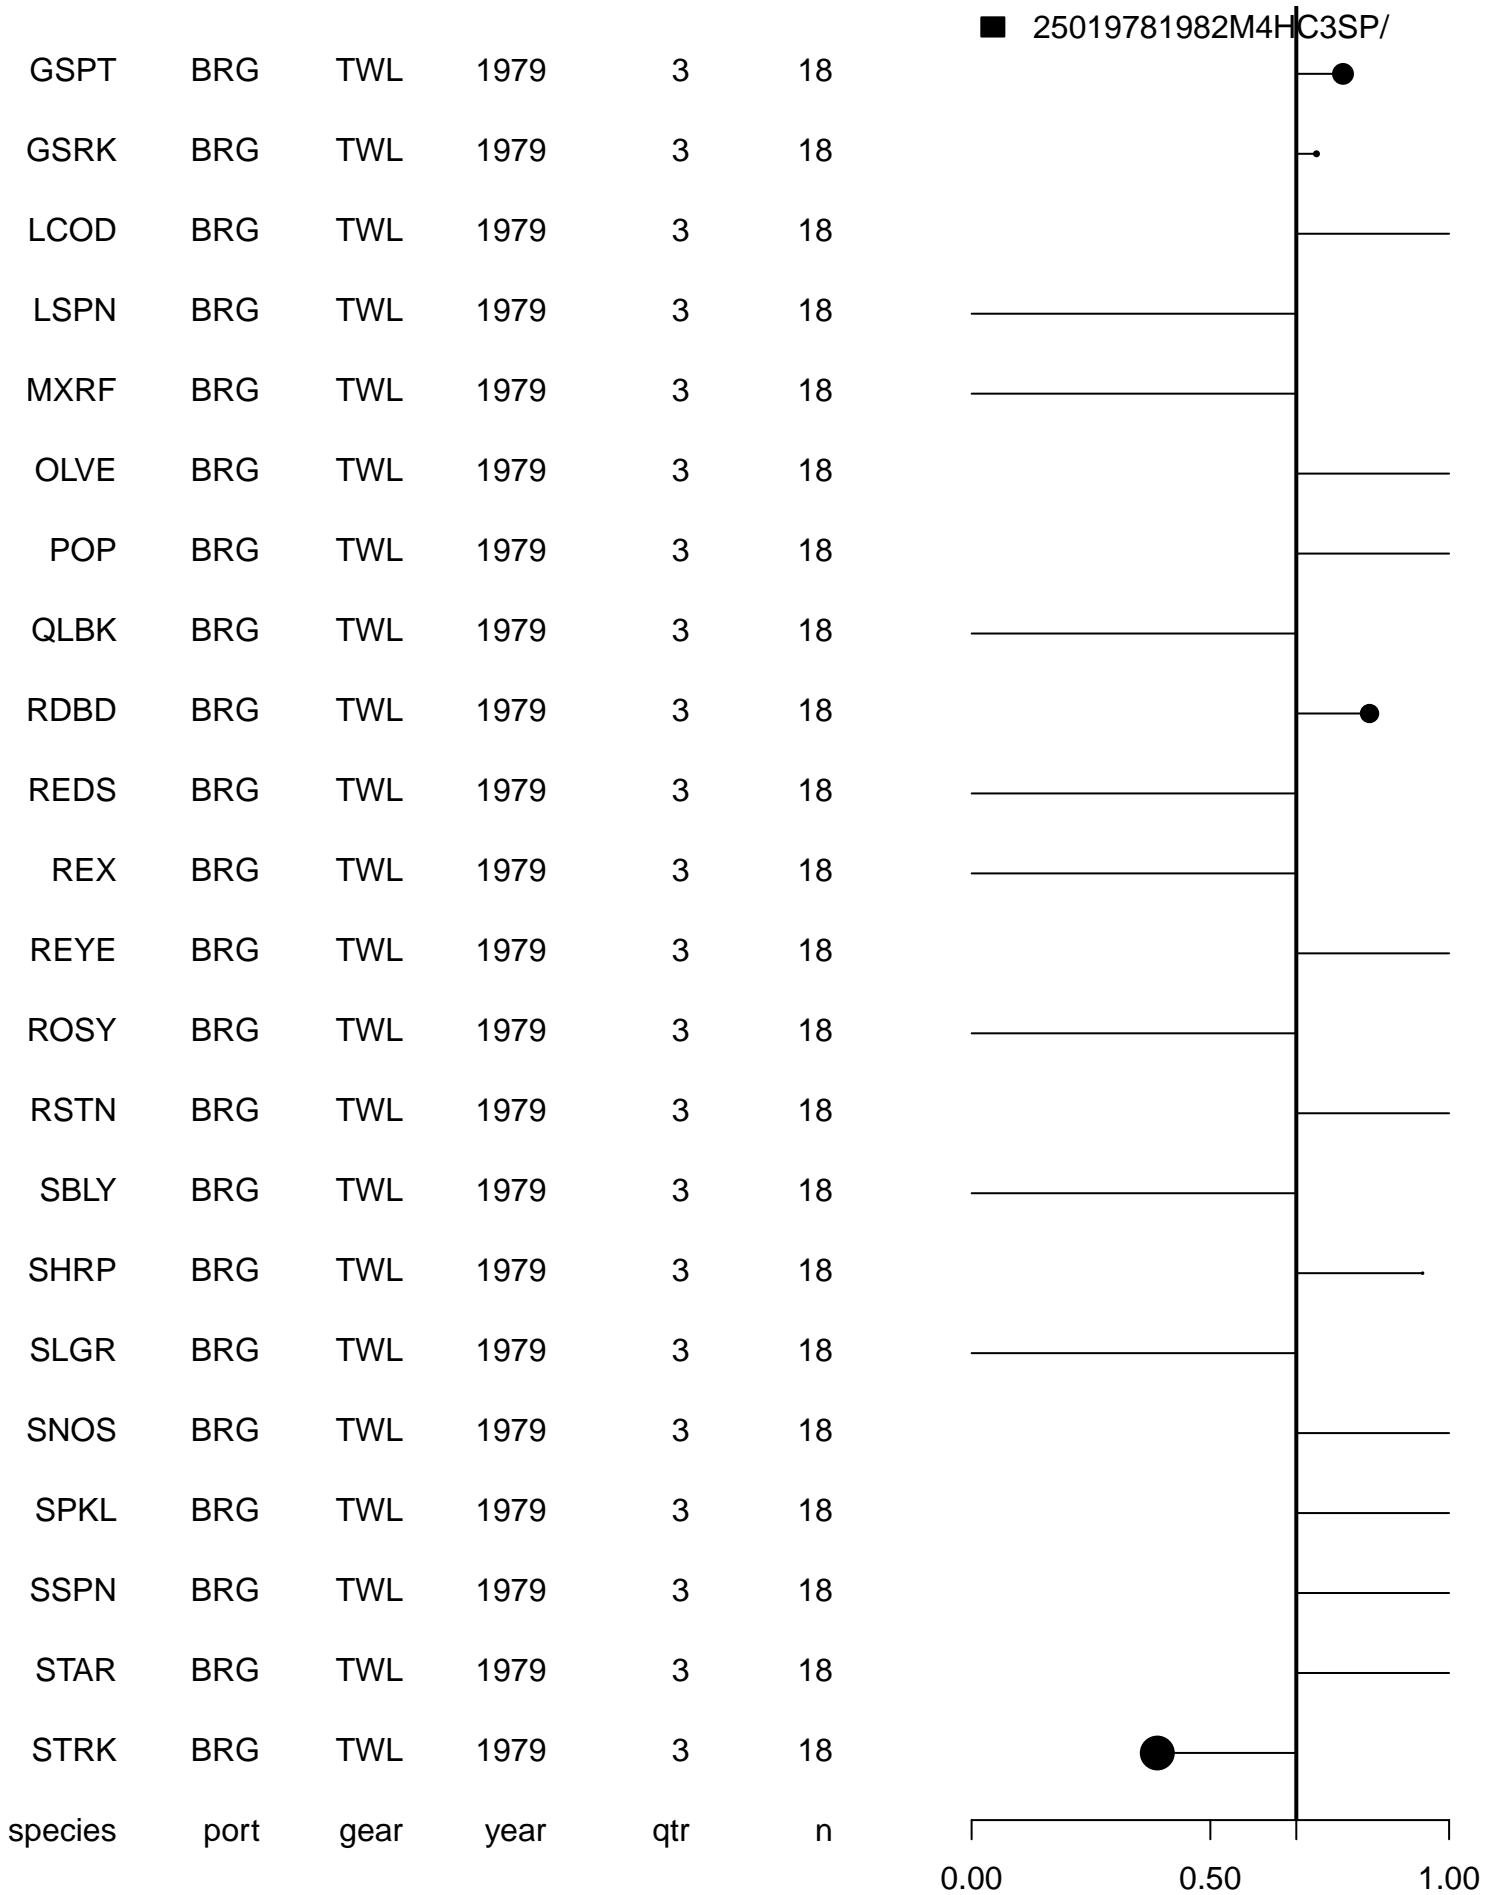 25019781982M4HC3SP/
GSPT BRG TWL 1979 3 18
GSRK BRG TWL 1979 3 18
LCOD BRG TWL 1979 3 18
LSPN BRG TWL 1979 3 18
MXRF BRG TWL 1979 3 18
OLVE BRG TWL 1979 3 18
POP BRG TWL 1979 3 18
QLBK BRG TWL 1979 3 18
RDBD BRG TWL 1979 3 18
REDS BRG TWL 1979 3 18
REX BRG TWL 1979 3 18
REYE BRG TWL 1979 3 18
ROSY BRG TWL 1979 3 18
RSTN BRG TWL 1979 3 18
SBLY BRG TWL 1979 3 18
SHRP BRG TWL 1979 3 18
SLGR BRG TWL 1979 3 18
SNOS BRG TWL 1979 3 18
SPKL BRG TWL 1979 3 18
SSPN BRG TWL 1979 3 18
STAR BRG TWL 1979 3 18
STRK BRG TWL 1979 3 18
species port gear year qtr n
0.00 0.50 1.00